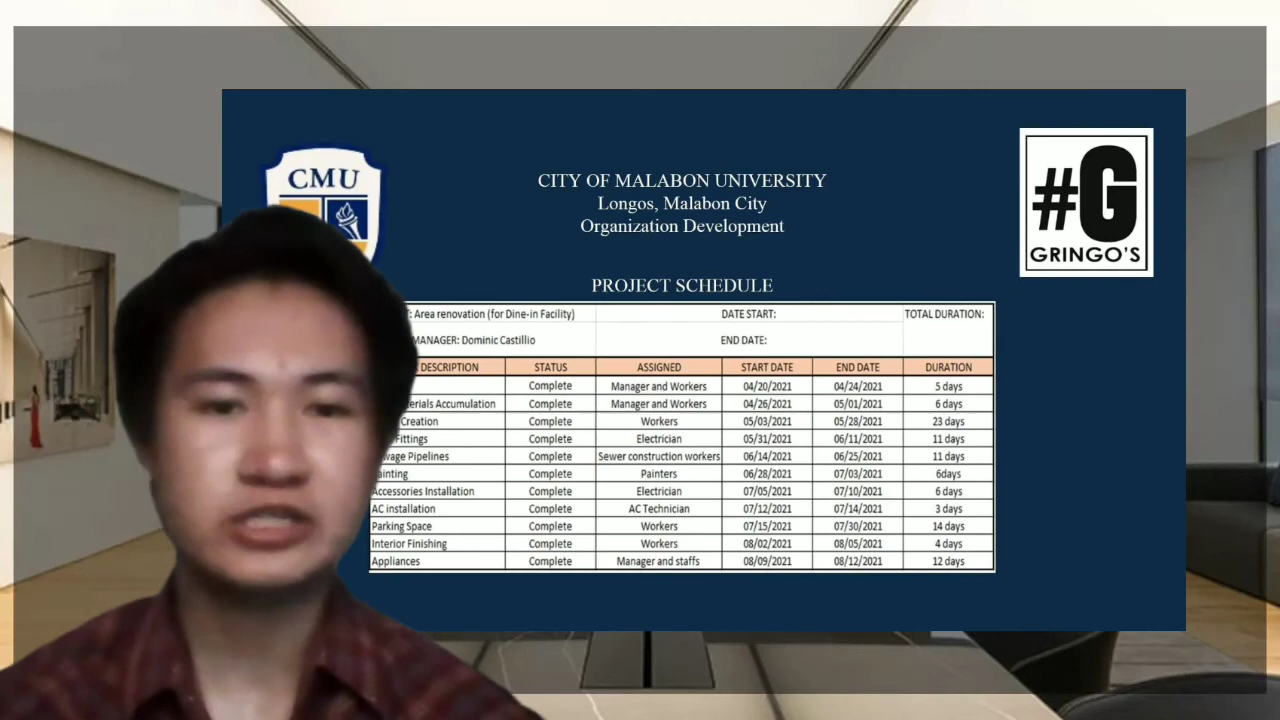 CMU
CITY OF MALABON UNIVERSITY
Longos, Malabon City
Organization Development
#G
GRINGO'S
PROJECT SCHEDULE
: Area renovation (for Dine-in Facility) DATE START: TOTAL DURATION:
MANAGER: Dominic Castillio END DATE:
DESCRIPTION STATUS ASSIGNED START DATE END DATE DURATION
Complete Manager and Workers 04/20/2021 04/24/2021 5 days
Accumulation Complete Manager and Workers 04/26/2021 05/01/2021 6 days
Creation Complete Workers 05/03/2021 05/28/2021 23 days
Fittings Complete Electrician 05/31/2021 06/11/2021 11 days
Pipelines Complete Sewer construction workers 06/14/2021 06/25/2021 11 days
Complete Painters 06/28/2021 07/03/2021 6days
Accessories Installation Complete Electrician 07/05/2021 07/10/2021 6 days
AC installation Complete AC Technician 07/12/2021 07/14/2021 3 days
Parking Space Complete Workers 07/15/2021 07/30/2021 14 days
Interior Finishing Complete Workers 08/02/2021 08/05/2021 4 days
Appliances Complete Manager and staffs 08/09/2021 08/12/2021 12 days